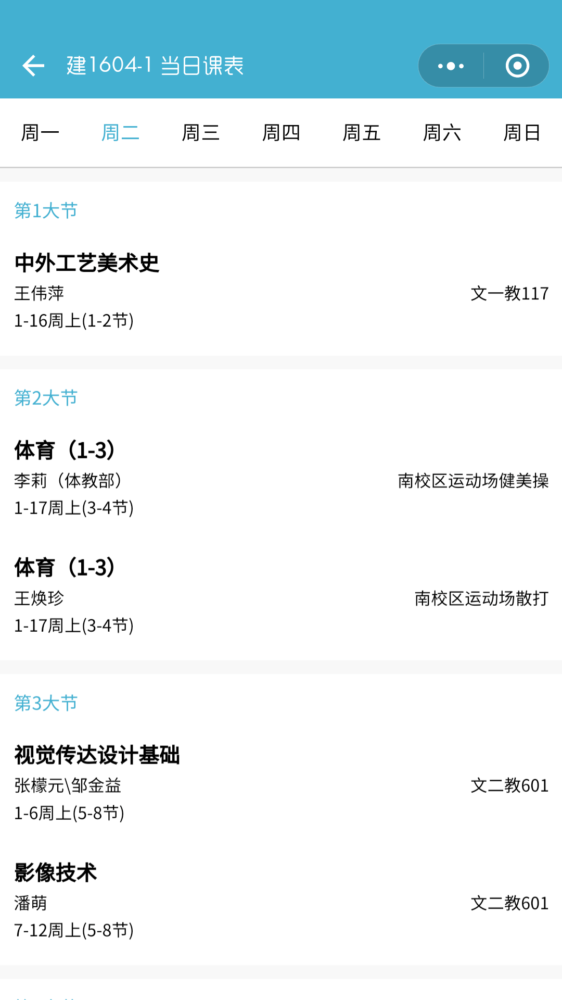 建1604-1 当日课表
周一 周二 周三 周四 周五 周六 周日
第1大节
中外工艺美术史
王伟萍 文一教117
1-16周上(1-2节)
第2大节
体育（1-3）
李莉（体教部） 南校区运动场健美操
1-17周上(3-4节)
体育（1-3）
王焕珍 南校区运动场散打
1-17周上(3-4节)
第3大节
视觉传达设计基础
张檬元\邹金益 文二教601
1-6周上(5-8节)
影像技术
潘萌 文二教601
7-12周上(5-8节)